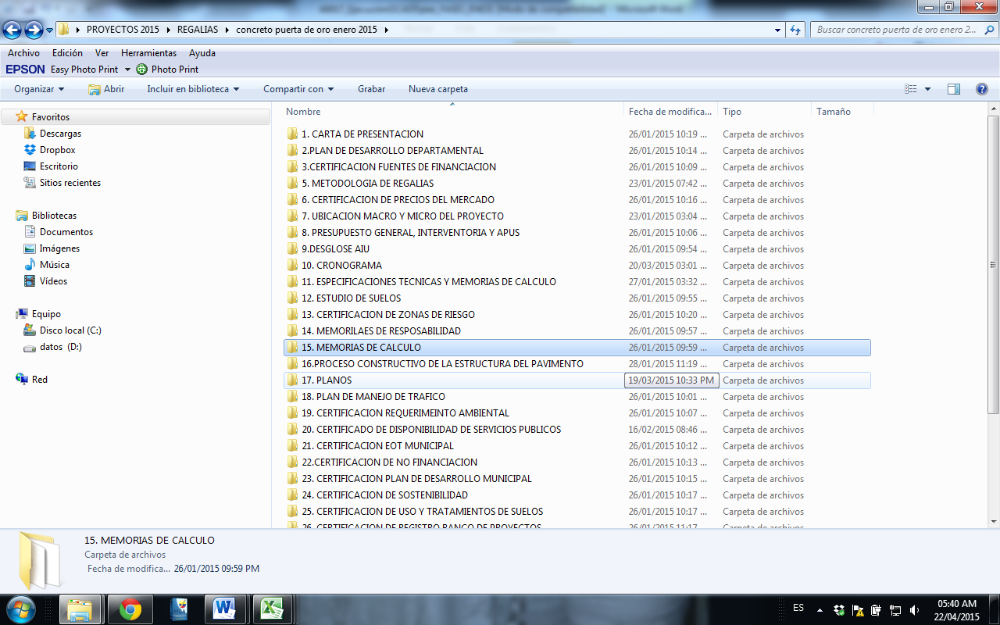 PROYECTOS 2015 REGALIAS concreto puerta de oro enero 2015 Buscar concreto puerta de oro enero 2...
Archivo Edición Ver Herramientas Ayuda
EPSON Easy Photo Print Photo Print
Organizar Abrir Incluir en biblioteca Compartir con Grabar Nueva carpeta
Favoritos
Descargas
Dropbox
Escritorio
Sitios recientes
Bibliotecas
Documentos
Imágenes
Música
Vídeos
Equipo
Disco local (C:)
datos (D:)
Red
Nombre Fecha de modifica... Tipo Tamaño
1. CARTA DE PRESENTACION 26/01/2015 10:19 ... Carpeta de archivos
2.PLAN DE DESARROLLO DEPARTAMENTAL 26/01/2015 10:14 ... Carpeta de archivos
3.CERTIFICACION FUENTES DE FINANCIACION 26/01/2015 10:09 ... Carpeta de archivos
5. METODOLOGIA DE REGALIAS 23/01/2015 07:42 ... Carpeta de archivos
6. CERTIFICACION DE PRECIOS DEL MERCADO 26/01/2015 10:16 ... Carpeta de archivos
7. UBICACION MACRO Y MICRO DEL PROYECTO 23/01/2015 03:04 ... Carpeta de archivos
8. PRESUPUESTO GENERAL, INTERVENTORIA Y APUS 26/01/2015 10:06 ... Carpeta de archivos
9.DESGLOSE AIU 26/01/2015 09:54 ... Carpeta de archivos
10. CRONOGRAMA 20/03/2015 03:01 ... Carpeta de archivos
11. ESPECIFICACIONES TECNICAS Y MEMORIAS DE CALCULO 27/01/2015 03:32 ... Carpeta de archivos
12. ESTUDIO DE SUELOS 26/01/2015 09:55 ... Carpeta de archivos
13. CERTIFICACION DE ZONAS DE RIESGO 26/01/2015 10:20 ... Carpeta de archivos
14. MEMORILAES DE RESPOSABILIDAD 26/01/2015 09:57 ... Carpeta de archivos
15. MEMORIAS DE CALCULO 26/01/2015 09:59 ... Carpeta de archivos
16.PROCESO CONSTRUCTIVO DE LA ESTRUCTURA DEL PAVIMENTO 28/01/2015 11:19 ... Carpeta de archivos
17. PLANOS 19/03/2015 10:33 PM Carpeta de archivos
18. PLAN DE MANEJO DE TRAFICO 26/01/2015 10:01 ... Carpeta de archivos
19. CERTIFICACION REQUERIMEINTO AMBIENTAL 26/01/2015 10:07 ... Carpeta de archivos
20. CERTIFICADO DE DISPONIBILIDAD DE SERVICIOS PUBLICOS 16/02/2015 08:46 ... Carpeta de archivos
21. CERTIFICACION EOT MUNICIPAL 26/01/2015 10:12 ... Carpeta de archivos
22.CERTIFICACION DE NO FINANCIACION 26/01/2015 10:13 ... Carpeta de archivos
23. CERTIFICACION PLAN DE DESARROLLO MUNICIPAL 26/01/2015 10:15 ... Carpeta de archivos
24. CERTIFICACION DE SOSTENIBILIDAD 26/01/2015 10:17 ... Carpeta de archivos
25. CERTIFICACION DE USO Y TRATAMIENTOS DE SUELOS 26/01/2015 10:17 ... Carpeta de archivos
26. CERTIFICACION DE REGISTRO BANCO DE PROYECTOS 26/01/2015 11:17 ... Carpeta de archivos
15. MEMORIAS DE CALCULO
Carpeta de archivos
Fecha de modifica... 26/01/2015 09:59 PM
ES 05:40 AM
22/04/2015